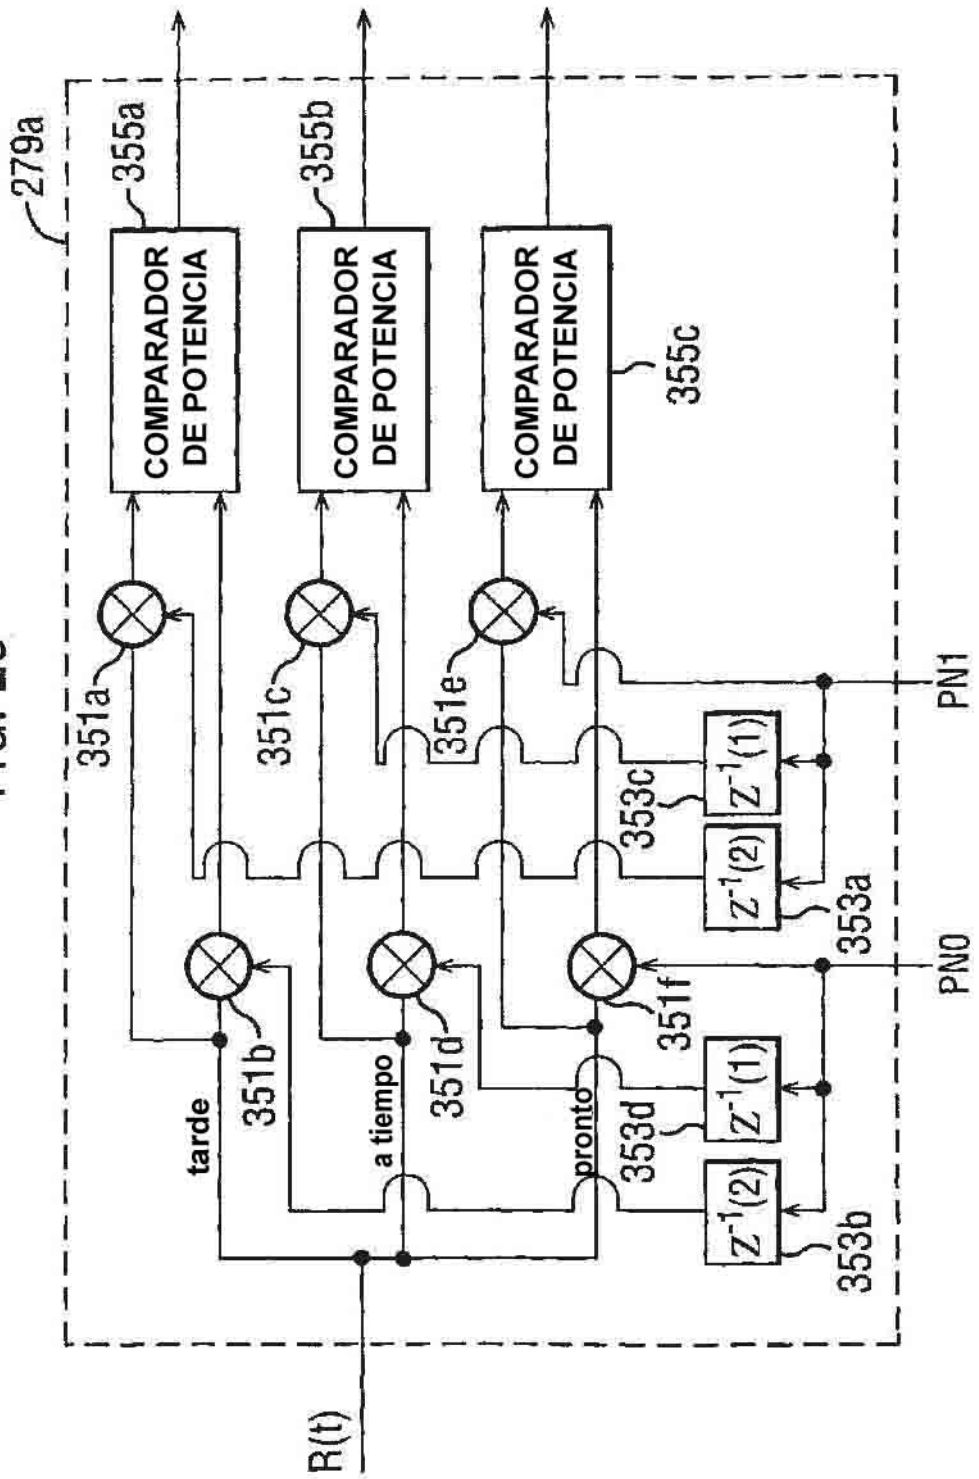 279a
355a
COMPARADOR
DE POTENCIA
351a
355b
COMPARADOR
DE POTENCIA
351c
COMPARADOR
DE POTENCIA
355c
351e
tarde
351b
a tiempo
351d
pronto
351f
R(t)
Z⁻¹(2)
353b
Z⁻¹(1)
353d
Z⁻¹(2)
353a
Z⁻¹(1)
353c
PN0
PN1